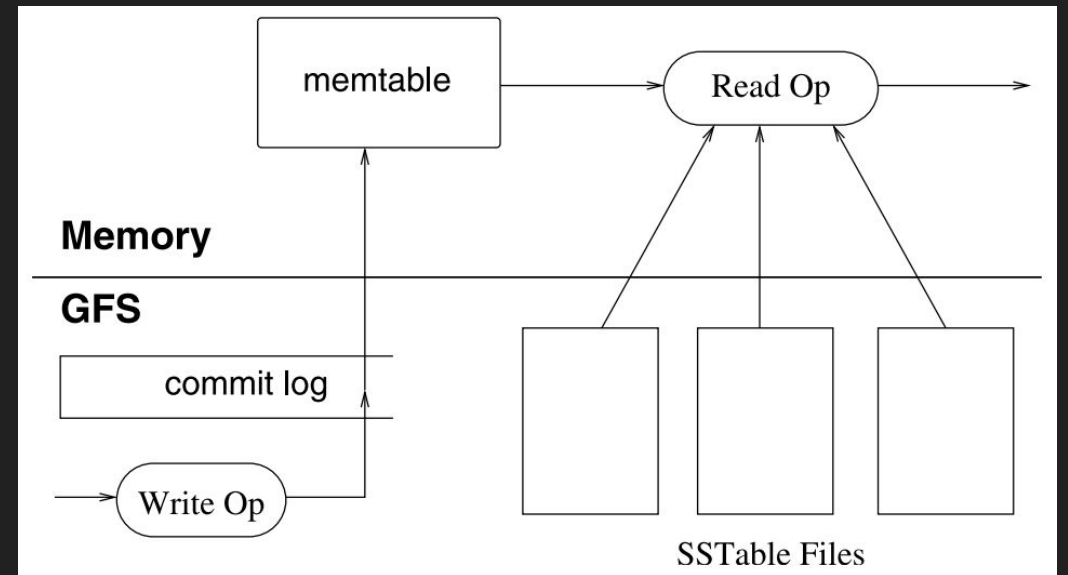 memtable
Read Op
Memory
GFS
commit log
Write Op
SSTable Files